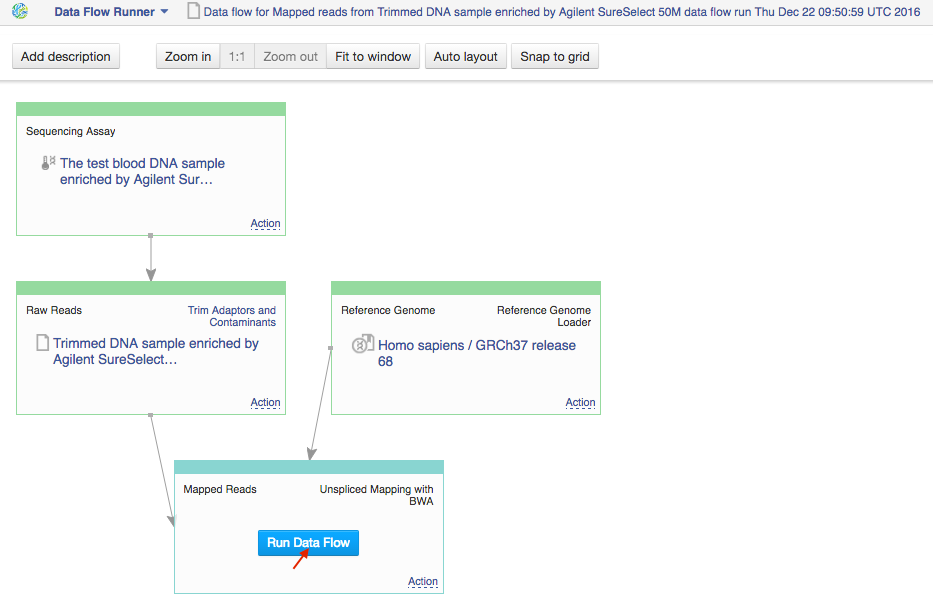 Data Flow Runner
Data flow for Mapped reads from Trimmed DNA sample enriched by Agilent SureSelect 50M data flow run Thu Dec 22 09:50:59 UTC 2016
Add description
Zoom in
1:1
Zoom out
Fit to window
Auto layout
Snap to grid
Sequencing Assay
The test blood DNA sample
enriched by Agilent Sur…
Action
Raw Reads
Trim Adaptors and
Contaminants
Trimmed DNA sample enriched by
Agilent SureSelect…
Action
Reference Genome
Reference Genome
Loader
Homo sapiens / GRCh37 release
68
Action
Mapped Reads
Unspliced Mapping with
BWA
Run Data Flow
Action